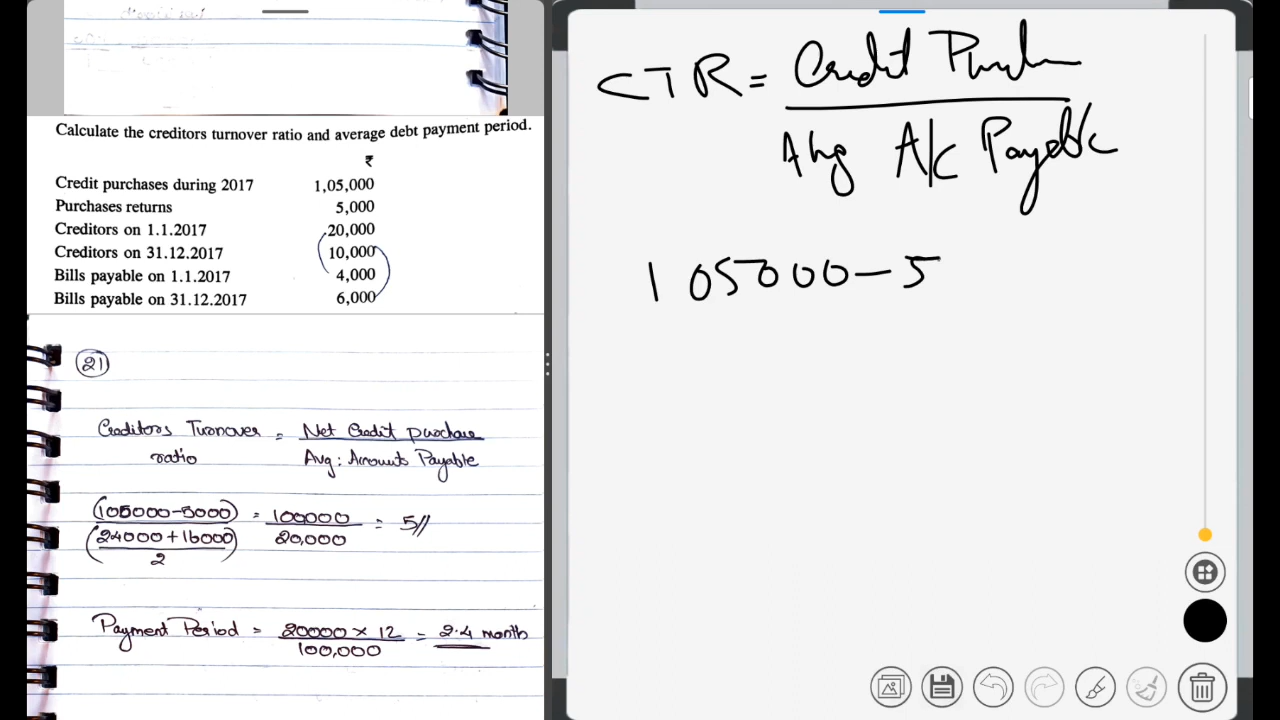 Calculate the creditors turnover ratio and average debt payment period.
₹
Credit purchases during 2017 1,05,000
Purchases returns 5,000
Creditors on 1.1.2017 20,000
Creditors on 31.12.2017 10,000
Bills payable on 1.1.2017 4,000
Bills payable on 31.12.2017 6,000
21
Creditors Turnover ratio = Net Credit purchase
Avg: Accounts Payable
(105000-5000) = 100000 = 5//
(24000+16000) 20,000
2
Payment Period = 20000 × 12 = 2.4 month
100,000
CTR = Credit
Avg A/c Payable
105000-5